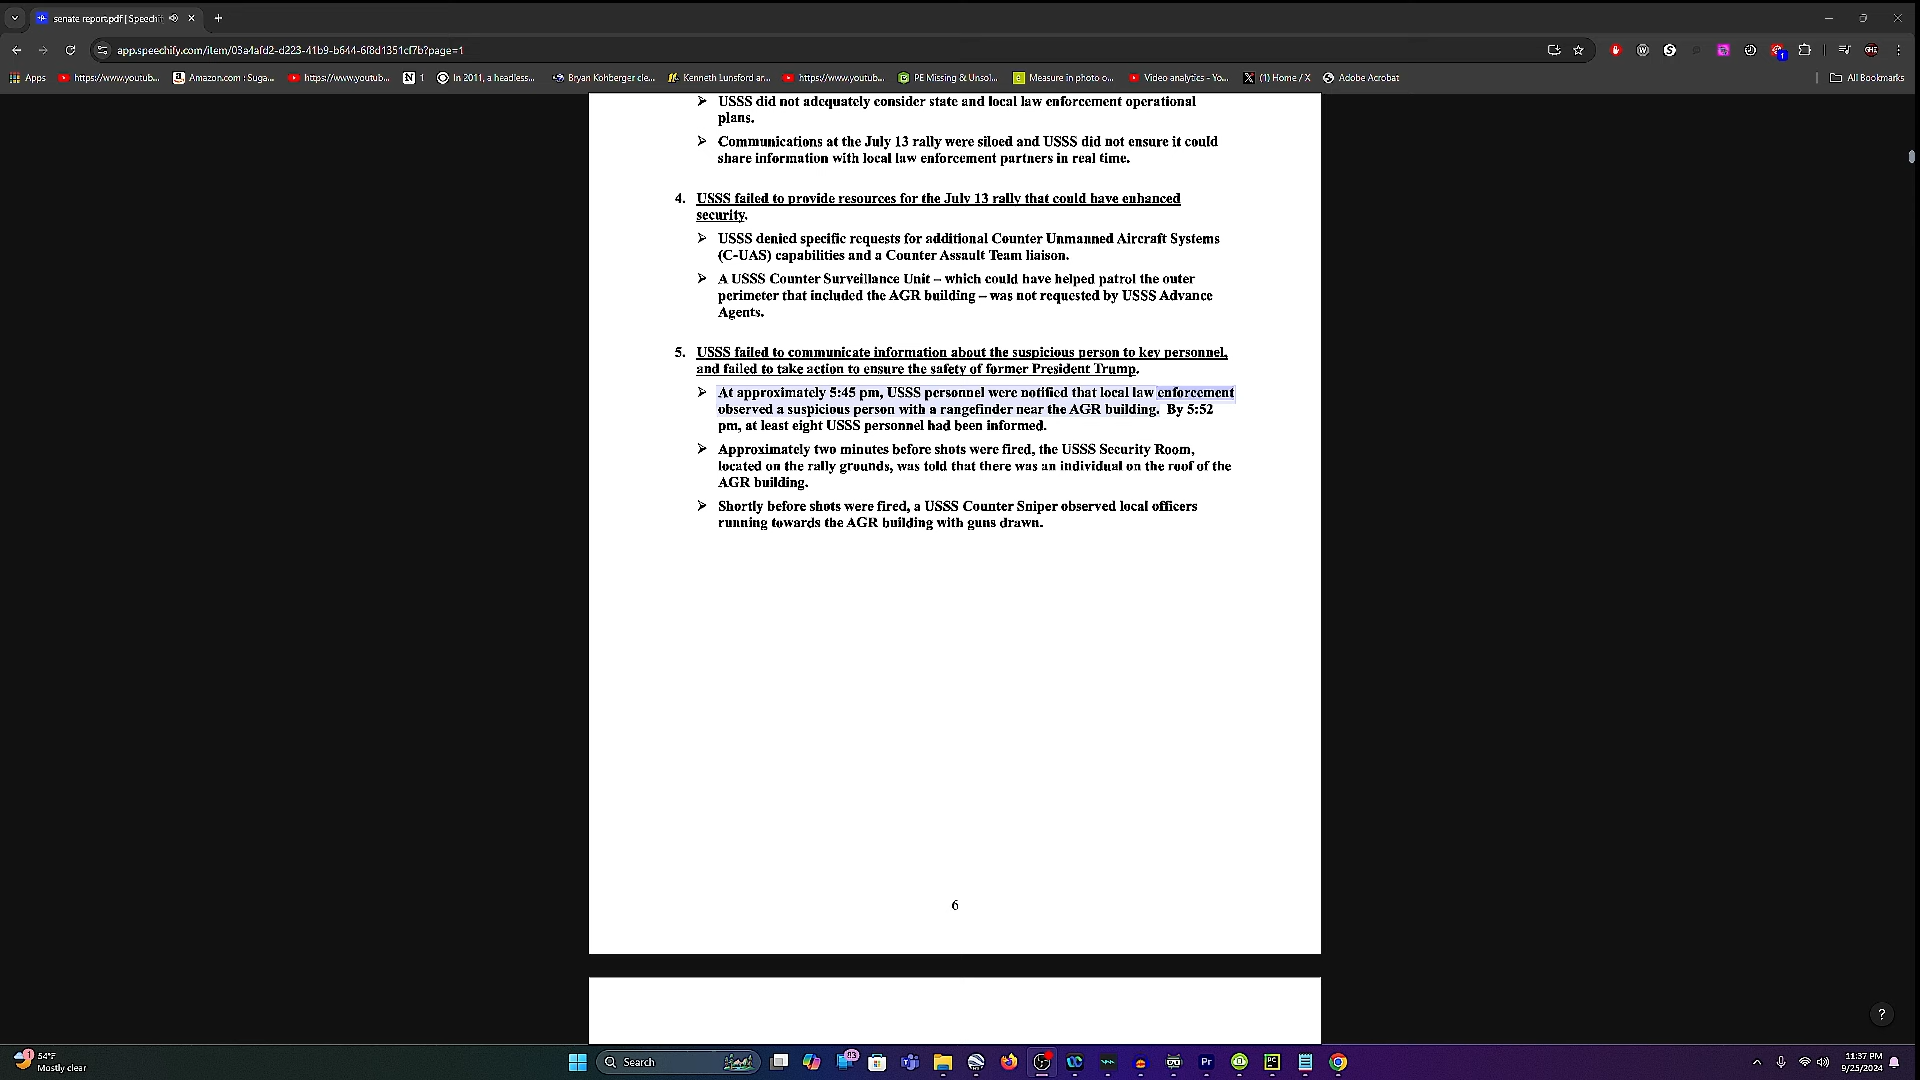 senate report.pdf | Speechif
app.speechify.com/item/03a4afd2-d223-41b9-b644-6f8d1351cf7b?page=1
Apps https://www.youtub... Amazon.com : Suga... https://www.youtub... 1 In 2011, a headless... Bryan Kohberger cle... Kenneth Lunsford ar... https://www.youtub... PE Missing & Unsol... Measure in photo o... Video analytics - Yo... (1) Home / X Adobe Acrobat All Bookmarks
➢ USSS did not adequately consider state and local law enforcement operational
plans.
➢ Communications at the July 13 rally were siloed and USSS did not ensure it could
share information with local law enforcement partners in real time.
4. USSS failed to provide resources for the July 13 rally that could have enhanced
security.
➢ USSS denied specific requests for additional Counter Unmanned Aircraft Systems
(C-UAS) capabilities and a Counter Assault Team liaison.
➢ A USSS Counter Surveillance Unit – which could have helped patrol the outer
perimeter that included the AGR building – was not requested by USSS Advance
Agents.
5. USSS failed to communicate information about the suspicious person to key personnel,
and failed to take action to ensure the safety of former President Trump.
➢ At approximately 5:45 pm, USSS personnel were notified that local law enforcement
observed a suspicious person with a rangefinder near the AGR building. By 5:52
pm, at least eight USSS personnel had been informed.
➢ Approximately two minutes before shots were fired, the USSS Security Room,
located on the rally grounds, was told that there was an individual on the roof of the
AGR building.
➢ Shortly before shots were fired, a USSS Counter Sniper observed local officers
running towards the AGR building with guns drawn.
6
?
54°F
Mostly clear
Search
11:37 PM
9/25/2024